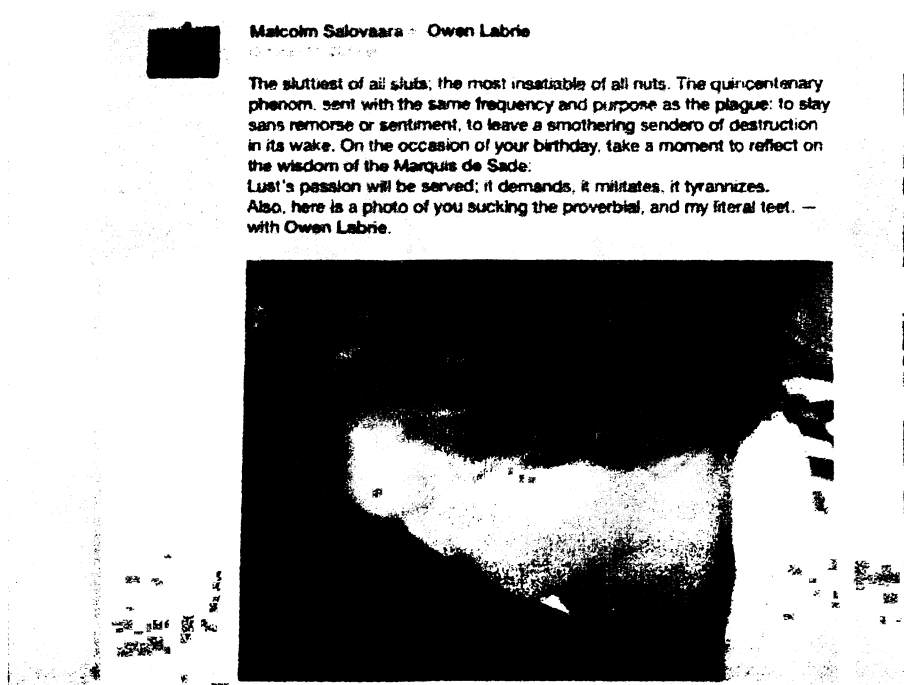 Malcolm Salovaara Owen Labrie
The sluttiest of all sluts; the most insatiable of all nuts. The quincentenary
phenom, sent with the same frequency and purpose as the plague: to slay
sans remorse or sentiment, to leave a smothering sendero of destruction
in its wake. On the occasion of your birthday, take a moment to reflect on
the wisdom of the Marquis de Sade:
Lust's passion will be served; it demands, it militates, it tyrannizes.
Also, here is a photo of you sucking the proverbial, and my literal teet. —
with Owen Labrie.